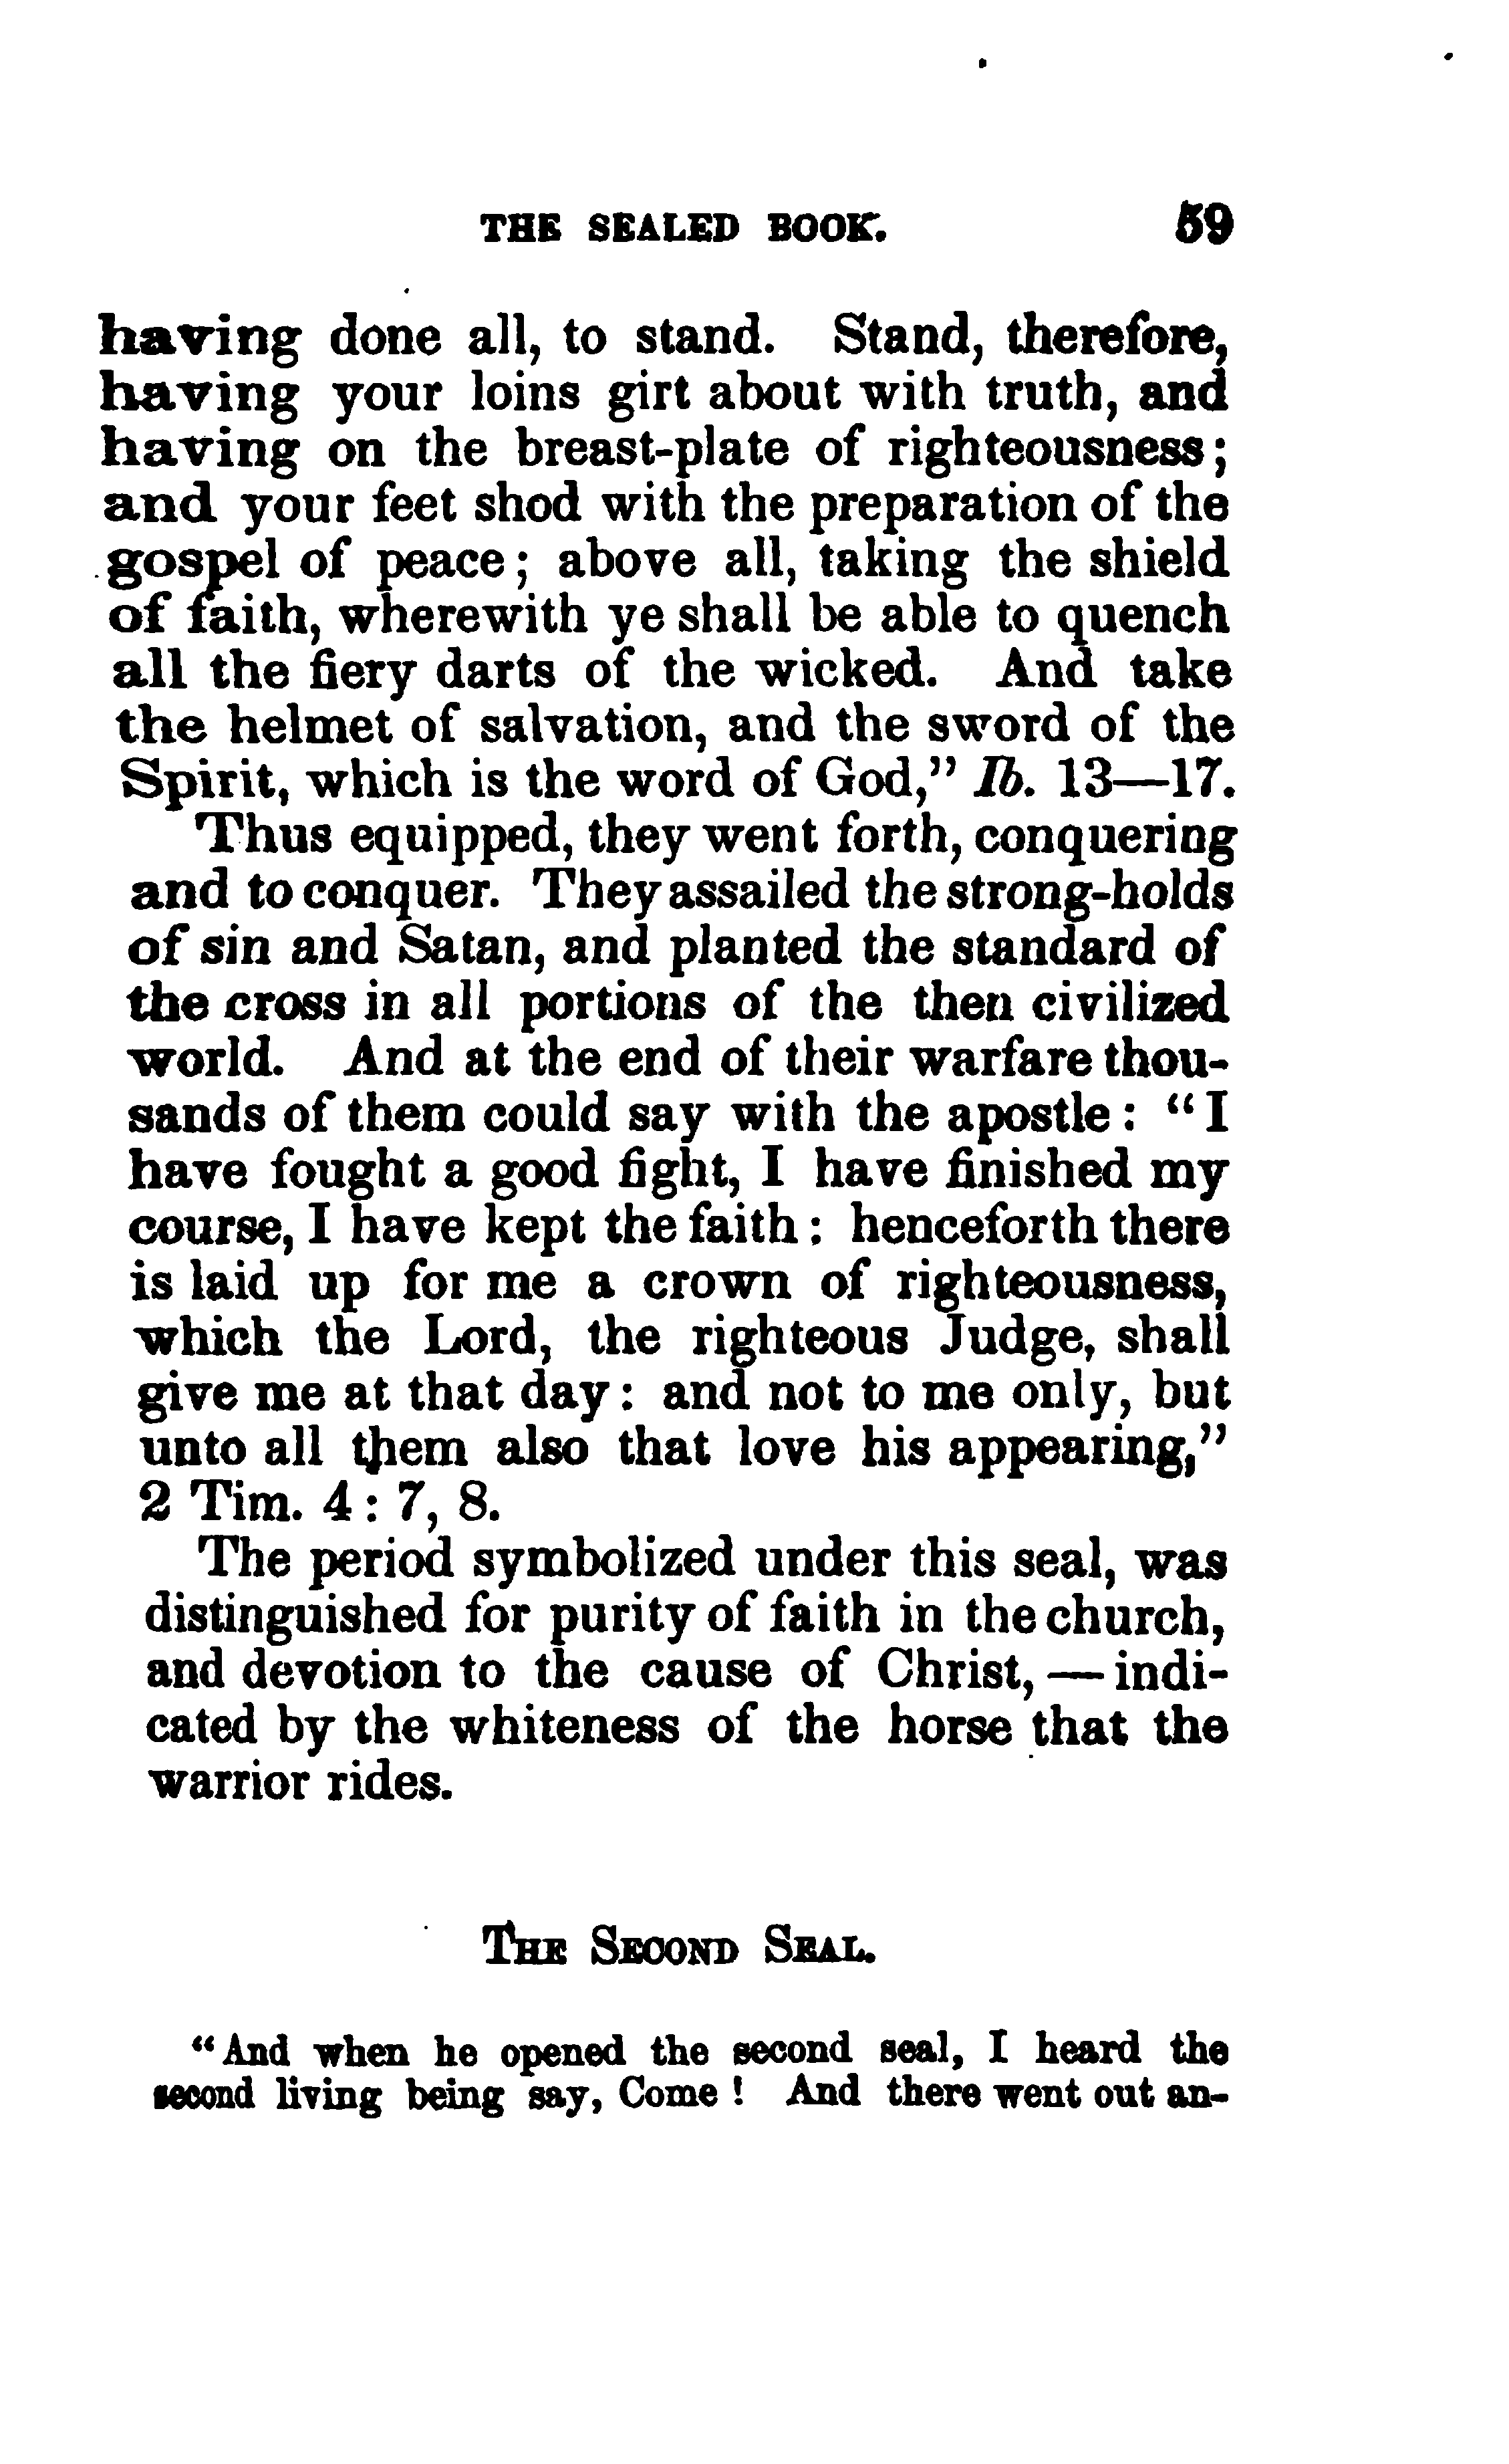 THE SEALED BOOK. 59
having done all, to stand. Stand, therefore,
having your loins girt about with truth, and
having on the breast-plate of righteousness;
and your feet shod with the preparation of the
gospel of peace; above all, taking the shield
of faith, wherewith ye shall be able to quench
all the fiery darts of the wicked. And take
the helmet of salvation, and the sword of the
Spirit, which is the word of God,” Ib. 13—17.
Thus equipped, they went forth, conquering
and to conquer. They assailed the strong-holds
of sin and Satan, and planted the standard of
the cross in all portions of the then civilized
world. And at the end of their warfare thou-
sands of them could say with the apostle: “I
have fought a good fight, I have finished my
course, I have kept the faith: henceforth there
is laid up for me a crown of righteousness,
which the Lord, the righteous Judge, shall
give me at that day: and not to me only, but
unto all them also that love his appearing,”
2 Tim. 4: 7, 8.
The period symbolized under this seal, was
distinguished for purity of faith in the church,
and devotion to the cause of Christ, — indi-
cated by the whiteness of the horse that the
warrior rides.
THE SECOND SEAL.
“And when he opened the second seal, I heard the
second living being say, Come! And there went out an-